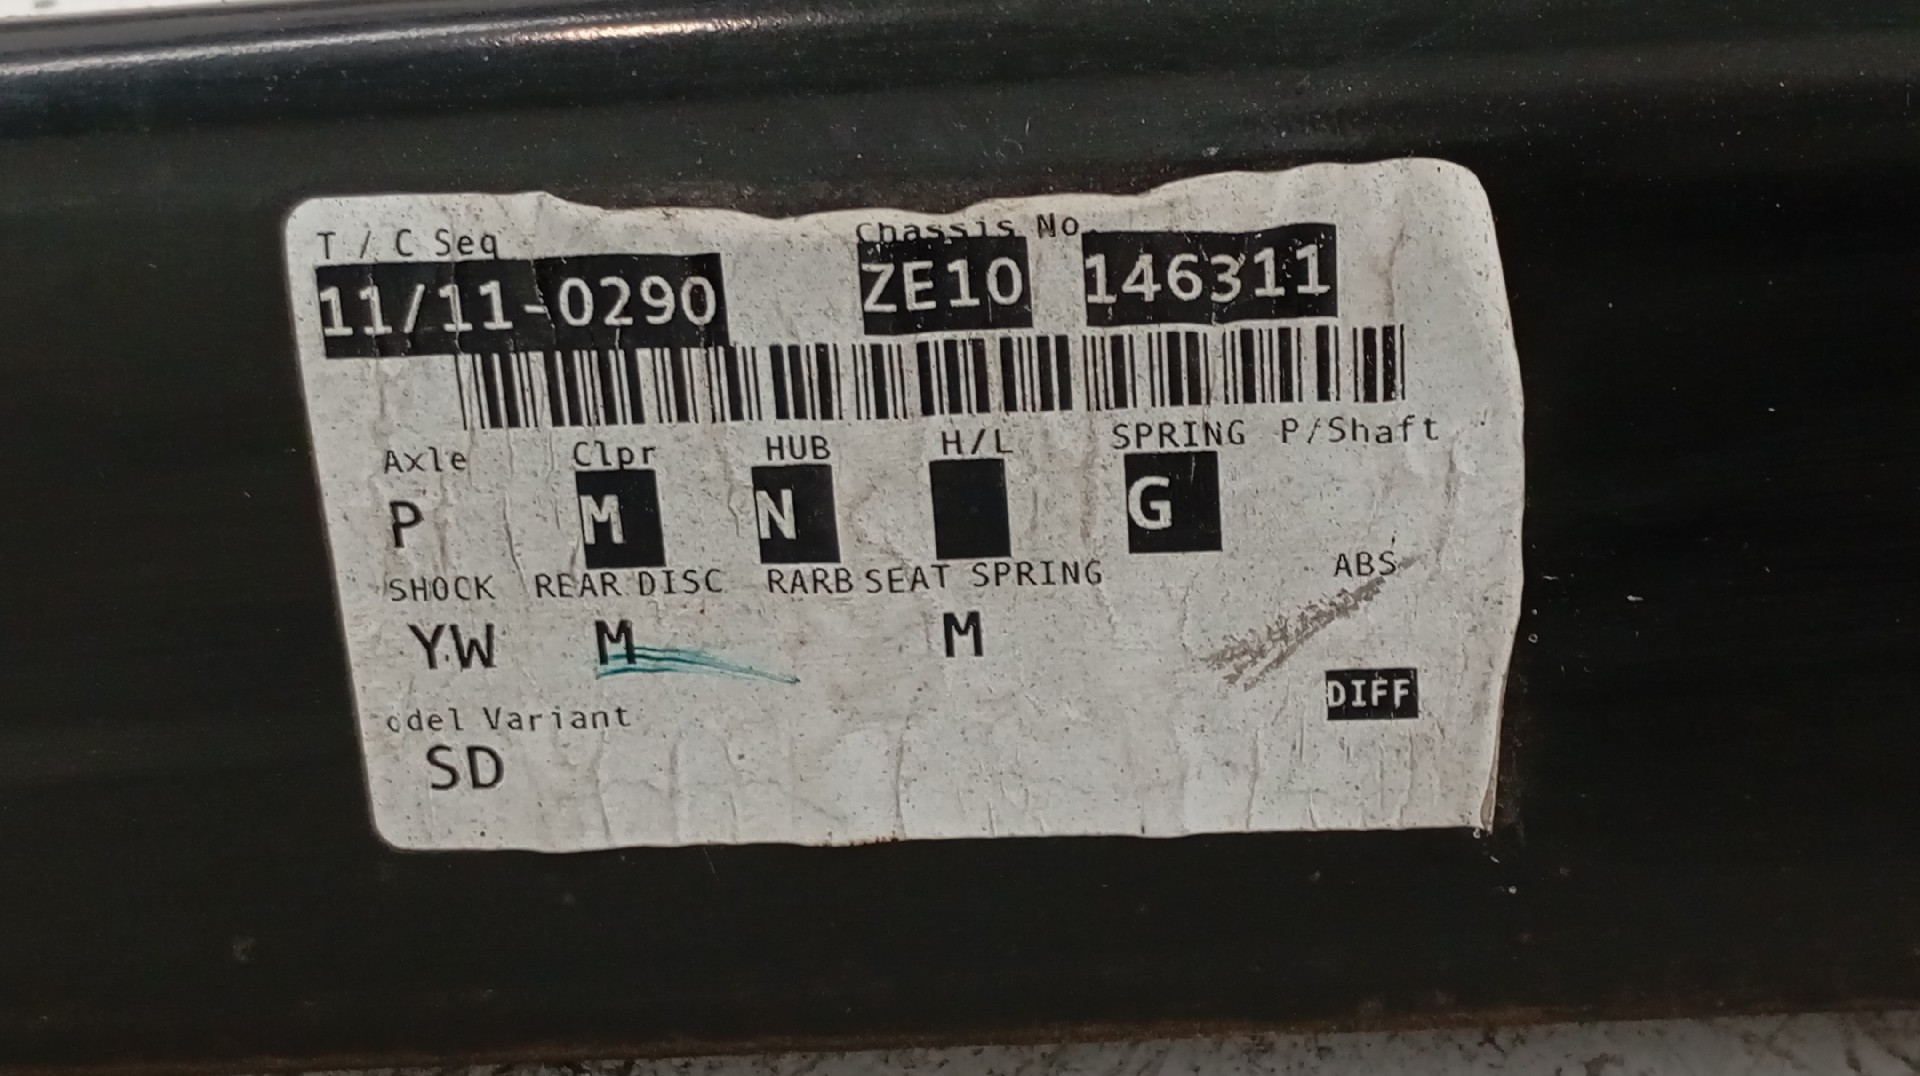 T / C Seq Chassis No.
11/11-0290 ZE10 146311
Axle Clpr HUB H/L SPRING P/Shaft
P M N G
SHOCK REAR DISC RARB SEAT SPRING ABS
YW M M
DIFF
odel Variant
SD